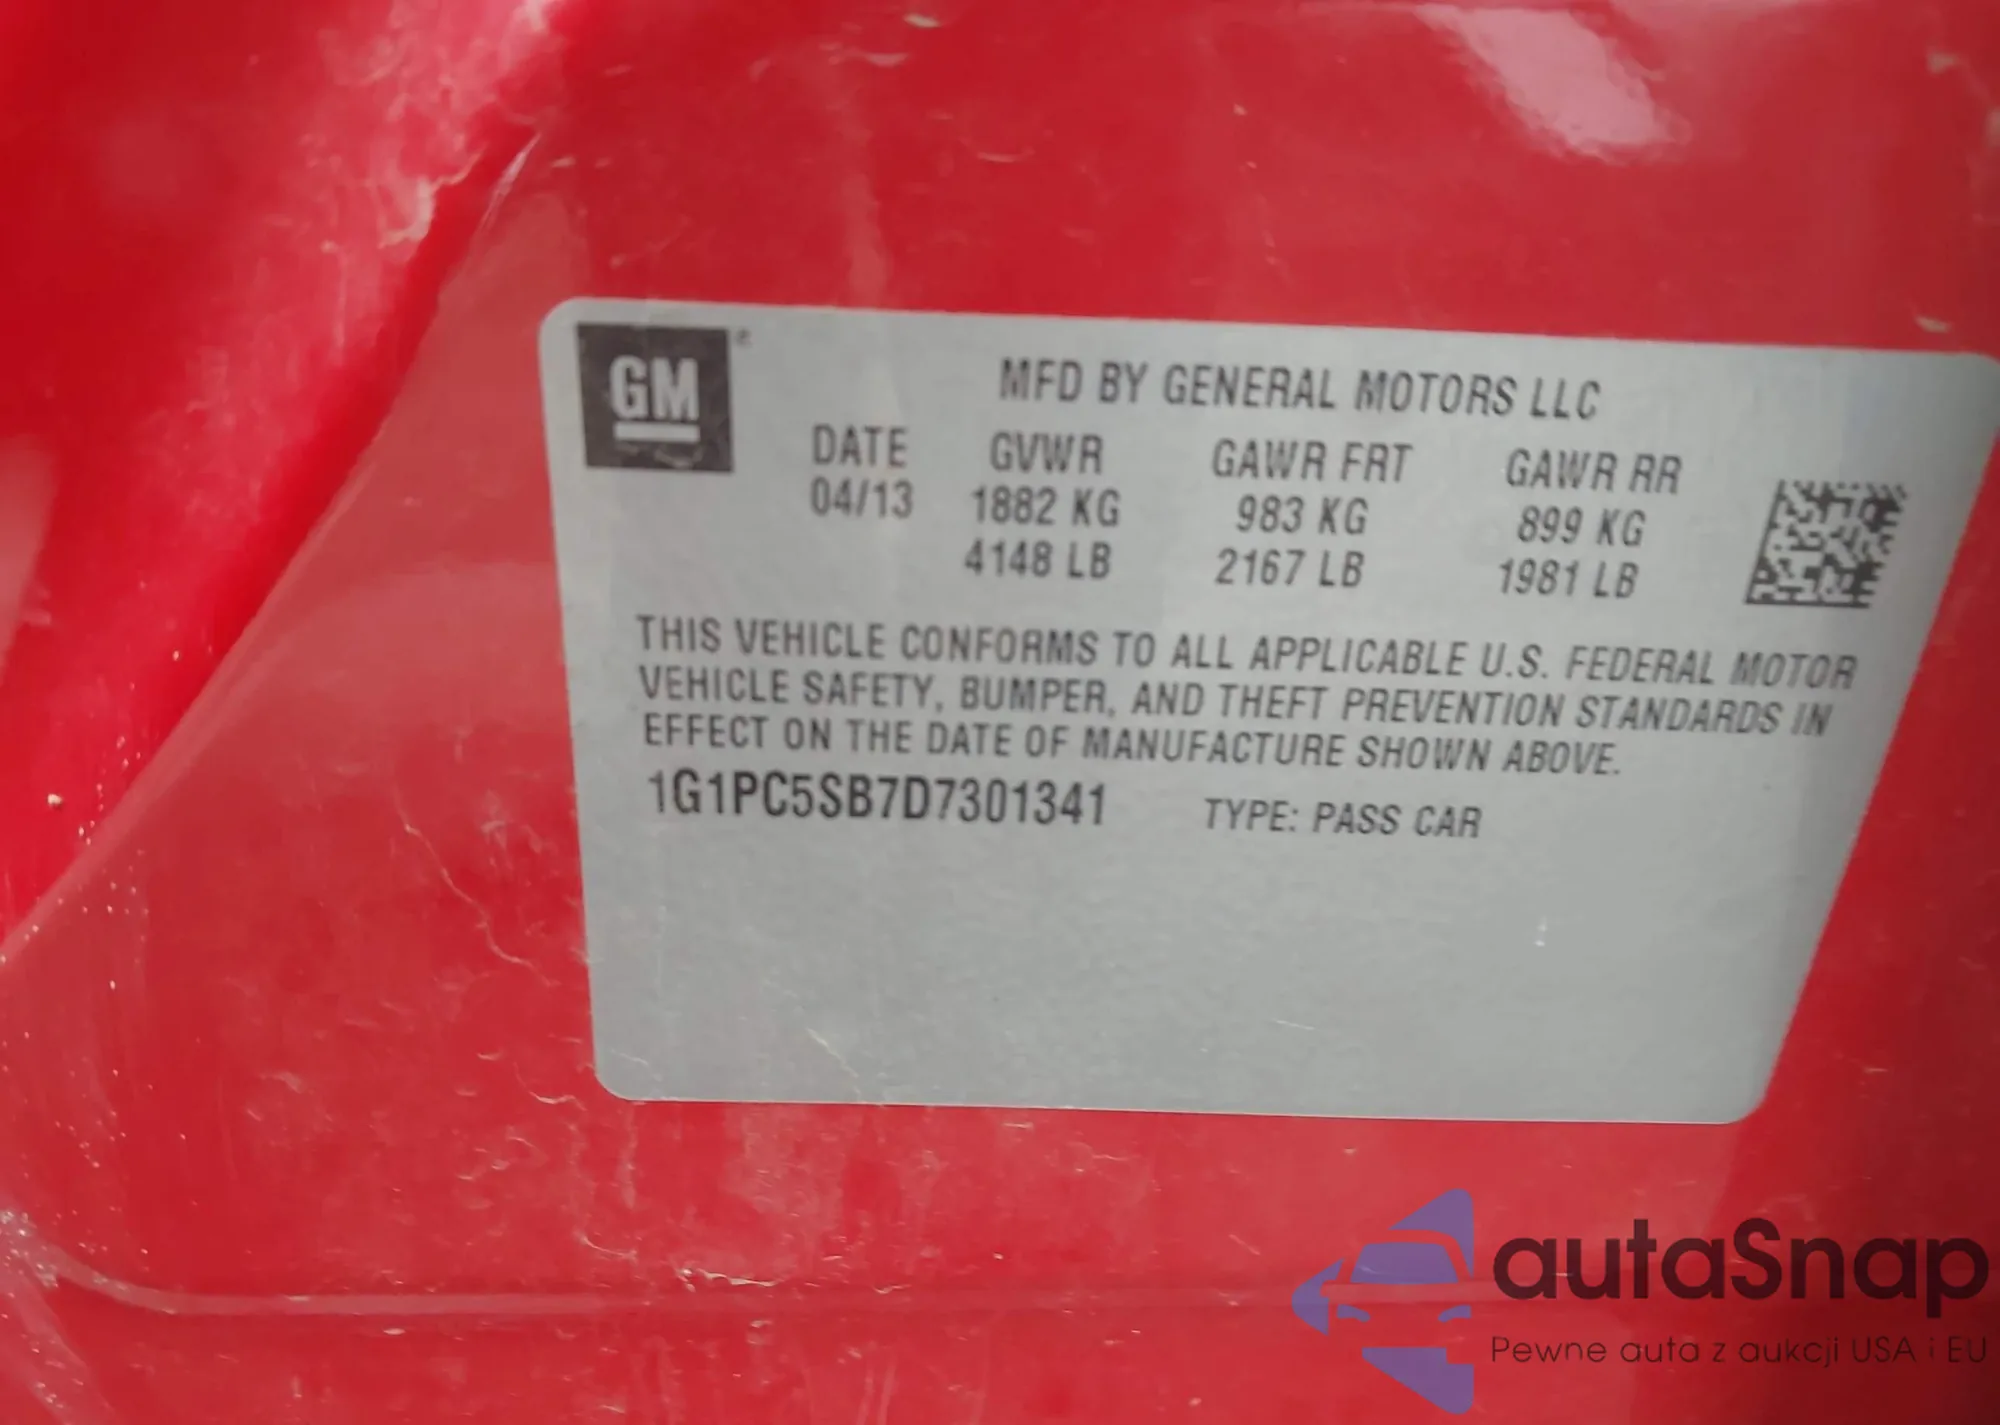 GM
MFD BY GENERAL MOTORS LLC
DATE GVWR GAWR FRT GAWR RR
04/13 1882 KG 983 KG 899 KG
4148 LB 2167 LB 1981 LB
THIS VEHICLE CONFORMS TO ALL APPLICABLE U.S. FEDERAL MOTOR
VEHICLE SAFETY, BUMPER, AND THEFT PREVENTION STANDARDS IN
EFFECT ON THE DATE OF MANUFACTURE SHOWN ABOVE.
1G1PC5SB7D7301341 TYPE: PASS CAR
autaSnap
Pewne auta z aukcji USA i EU